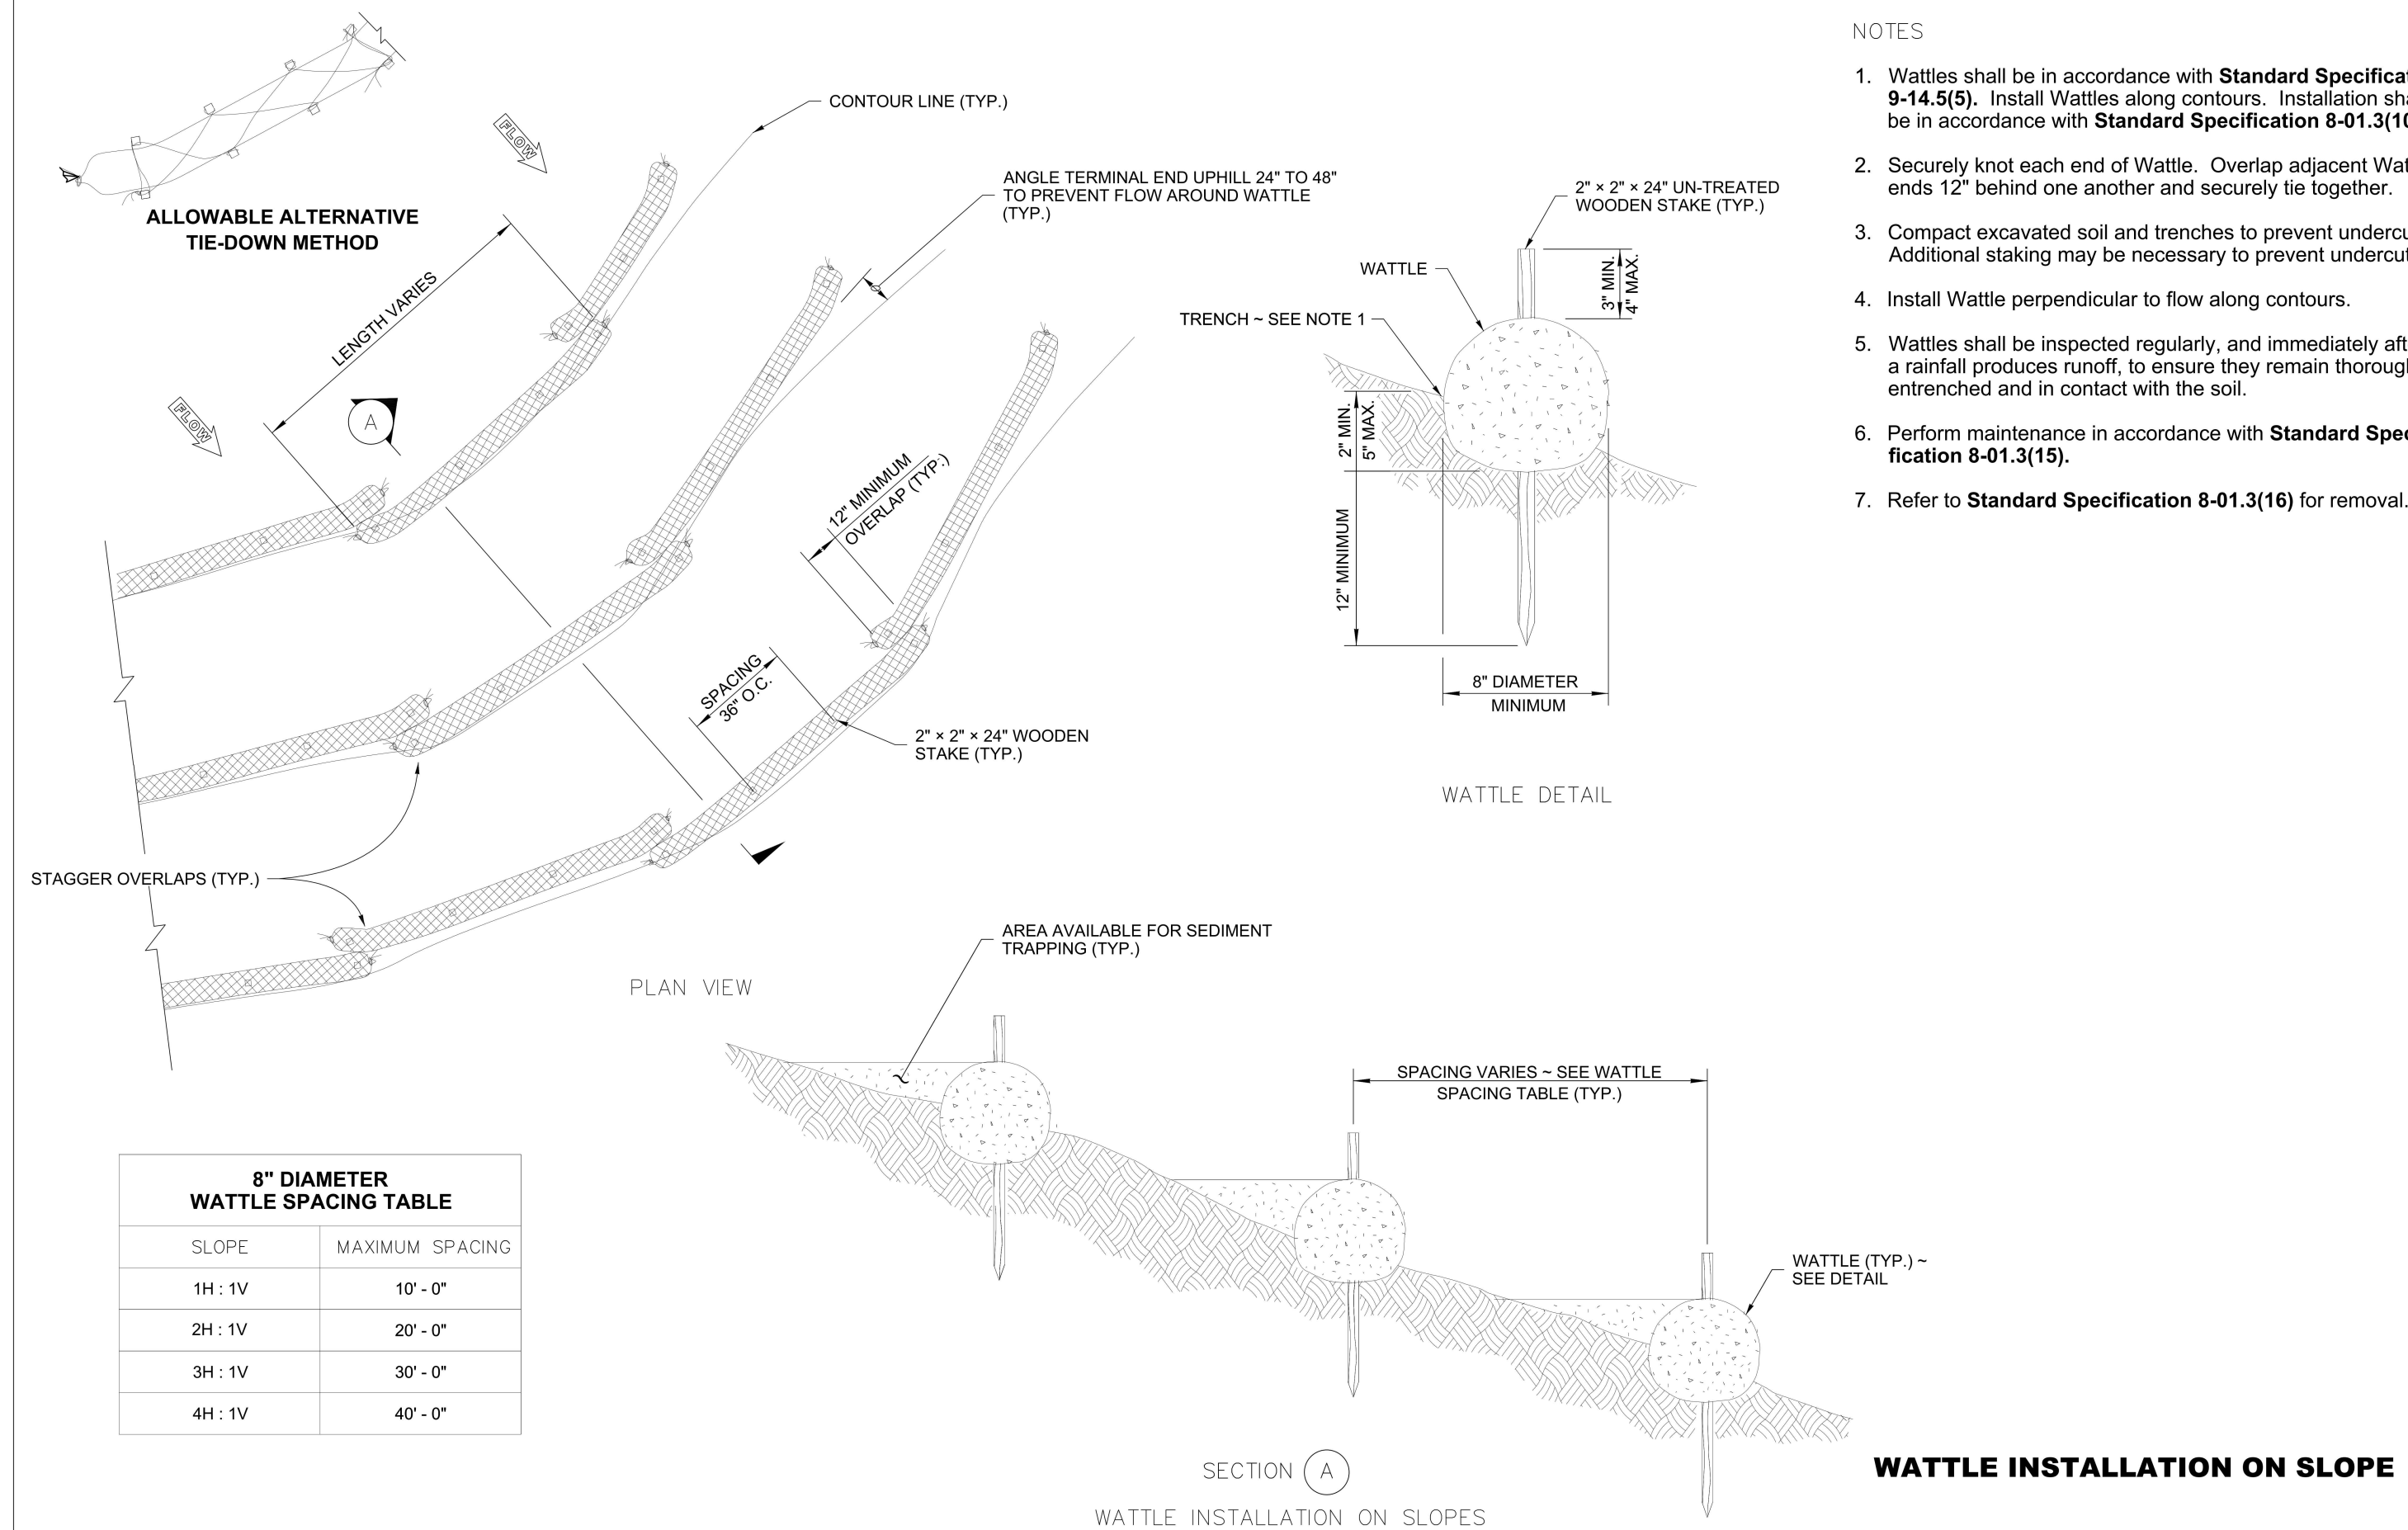 ALLOWABLE ALTERNATIVE
TIE-DOWN METHOD
FLOW
CONTOUR LINE (TYP.)
ANGLE TERMINAL END UPHILL 24" TO 48"
TO PREVENT FLOW AROUND WATTLE
(TYP.)
LENGTH VARIES
FLOW
A
12" MINIMUM
OVERLAP (TYP.)
SPACING
36" O.C.
2" × 2" × 24" WOODEN
STAKE (TYP.)
STAGGER OVERLAPS (TYP.)
PLAN VIEW
2" × 2" × 24" UN-TREATED
WOODEN STAKE (TYP.)
WATTLE
TRENCH ~ SEE NOTE 1
3" MIN.
4" MAX.
2" MIN.
5" MAX.
12" MINIMUM
8" DIAMETER
MINIMUM
WATTLE DETAIL
NOTES
1. Wattles shall be in accordance with Standard
9-14.5(5). Install Wattles along contours. Installation
be in accordance with Standard Specification
2. Securely knot each end of Wattle. Overlap adjacent
ends 12" behind one another and securely tie together.
3. Compact excavated soil and trenches to prevent
Additional staking may be necessary to prevent
4. Install Wattle perpendicular to flow along contours.
5. Wattles shall be inspected regularly, and immediately
a rainfall produces runoff, to ensure they remain
entrenched and in contact with the soil.
6. Perform maintenance in accordance with Standard Spec
fication 8-01.3(15).
7. Refer to Standard Specification 8-01.3(16) for removal.
AREA AVAILABLE FOR SEDIMENT
TRAPPING (TYP.)
SPACING VARIES ~ SEE WATTLE
SPACING TABLE (TYP.)
WATTLE (TYP.) ~
SEE DETAIL
8" DIAMETER
WATTLE SPACING TABLE
SLOPE MAXIMUM SPACING
1H : 1V 10' - 0"
2H : 1V 20' - 0"
3H : 1V 30' - 0"
4H : 1V 40' - 0"
SECTION A
WATTLE INSTALLATION ON SLOPES
WATTLE INSTALLATION ON SLOPE